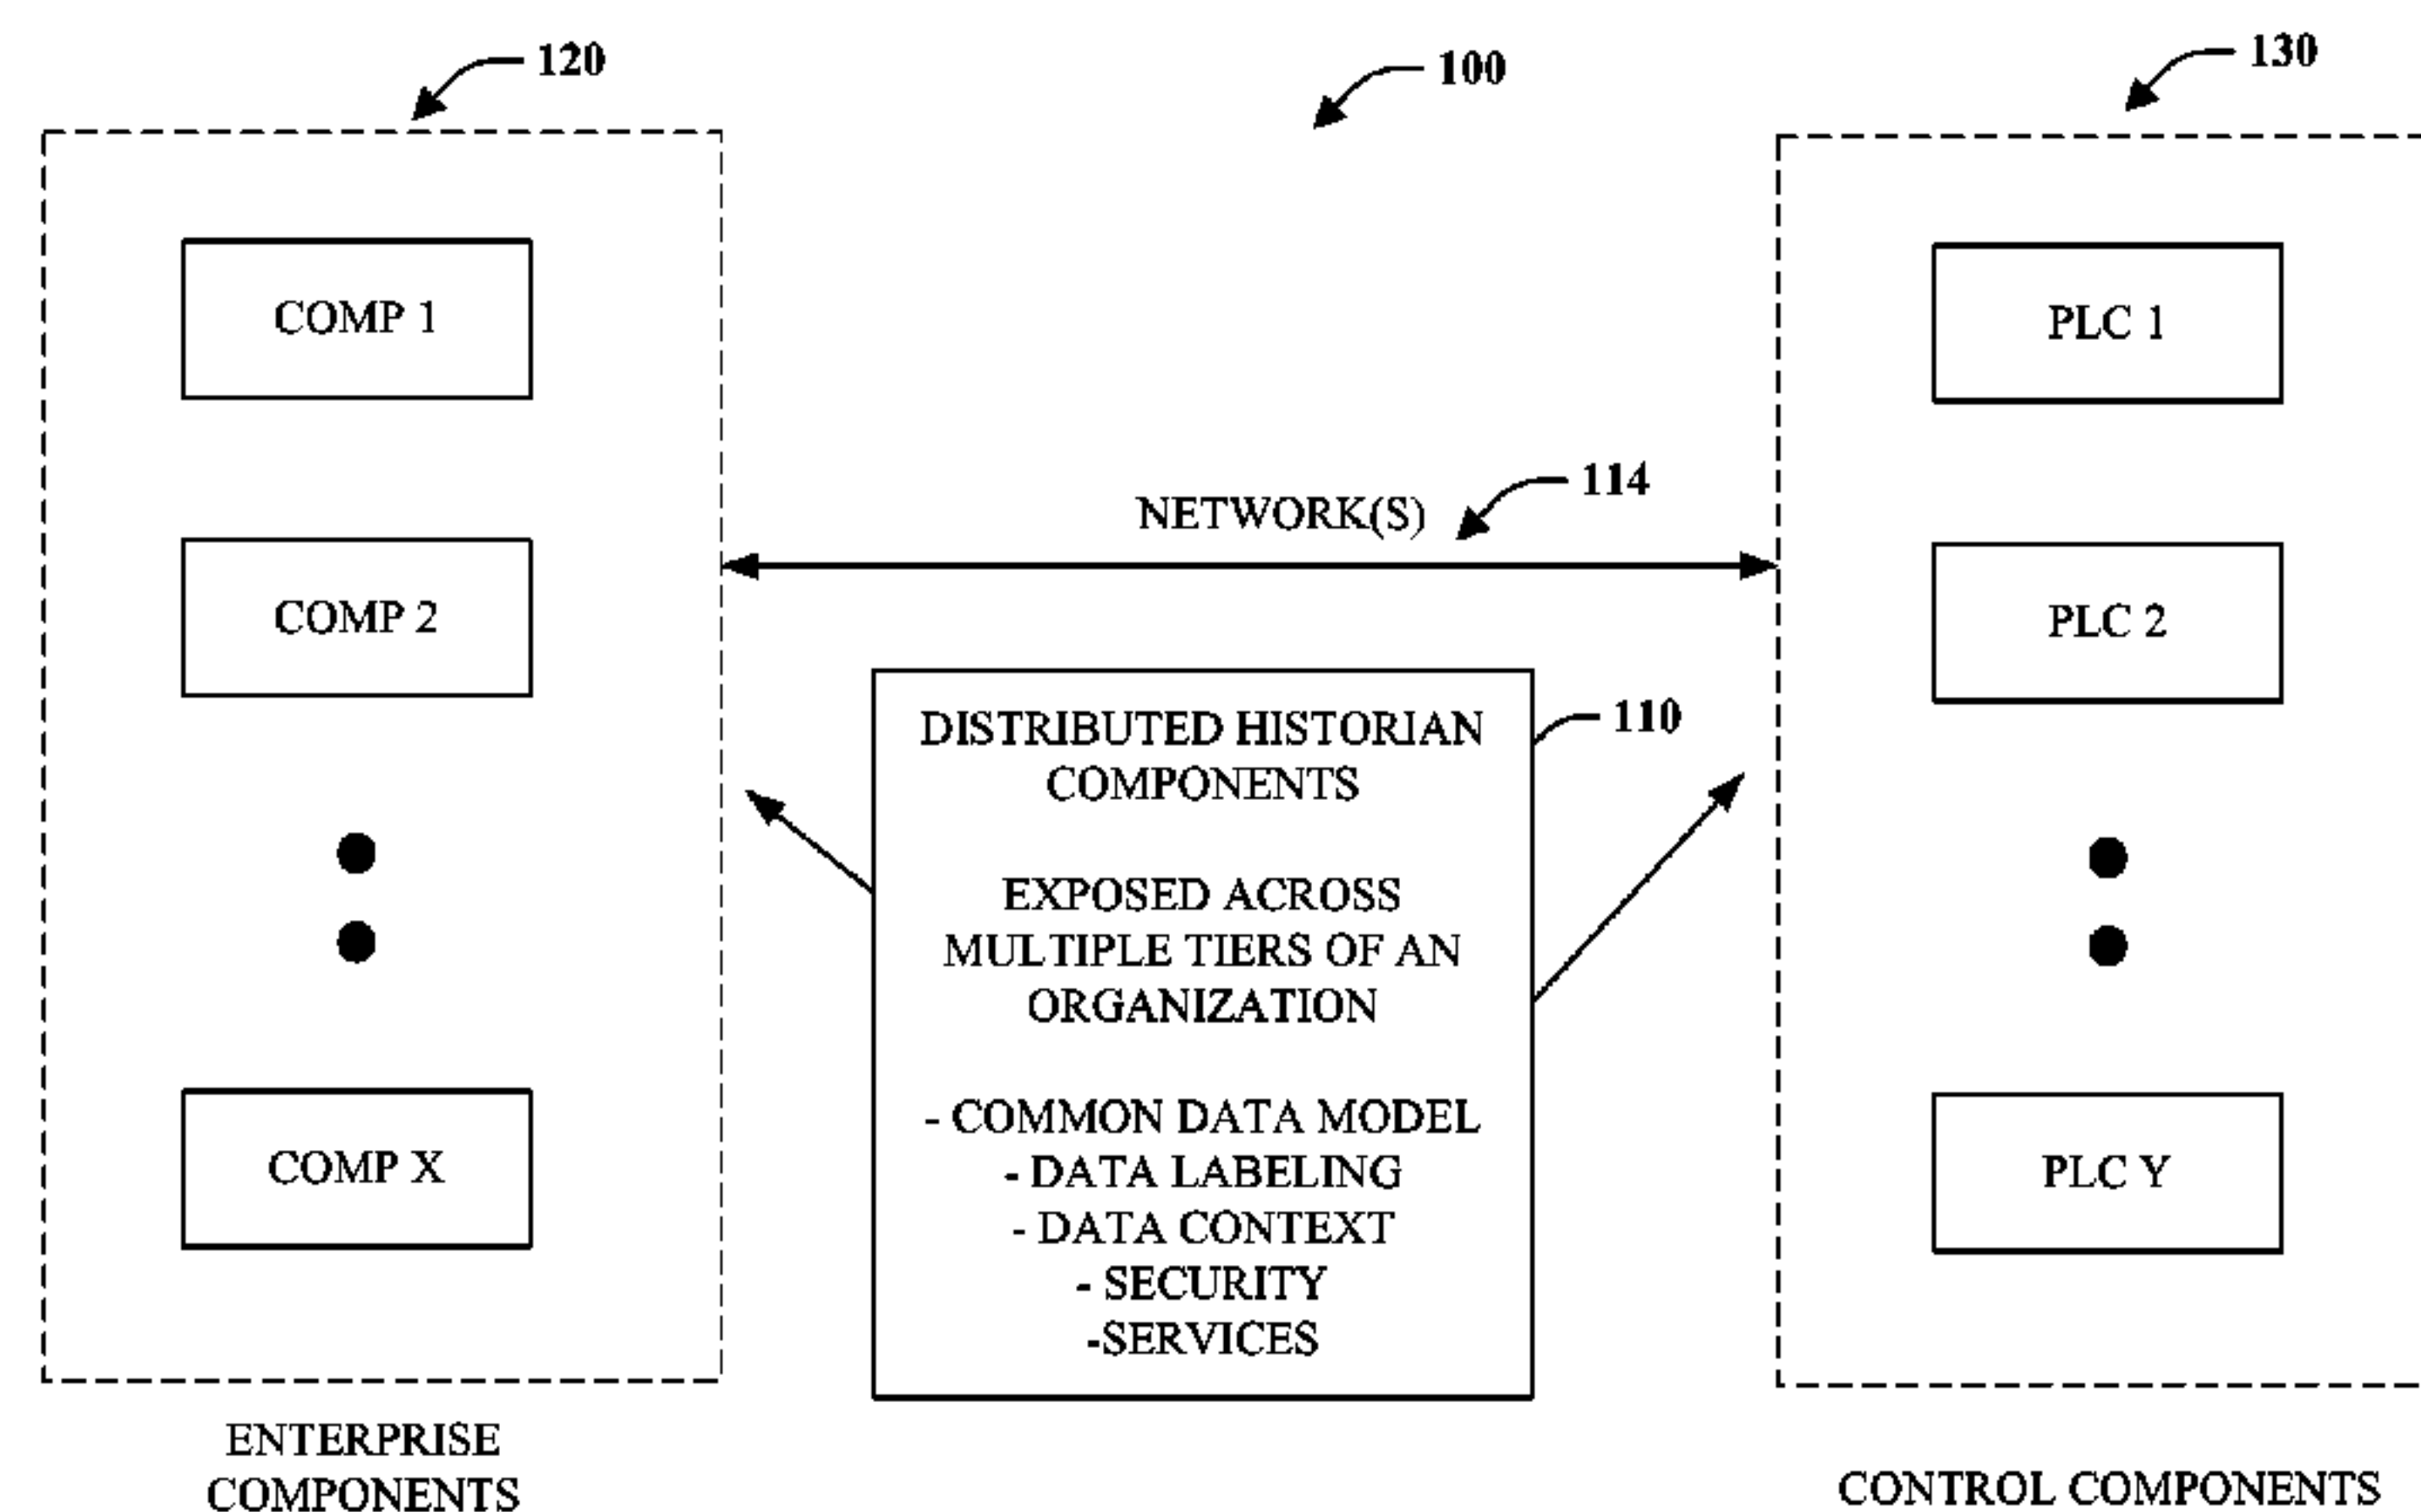 120
100
130
COMP 1
PLC 1
NETWORK(S)
114
COMP 2
PLC 2
DISTRIBUTED HISTORIAN
COMPONENTS
110
EXPOSED ACROSS
MULTIPLE TIERS OF AN
ORGANIZATION
- COMMON DATA MODEL
- DATA LABELING
- DATA CONTEXT
- SECURITY
-SERVICES
COMP X
PLC Y
ENTERPRISE
COMPONENTS
CONTROL COMPONENTS